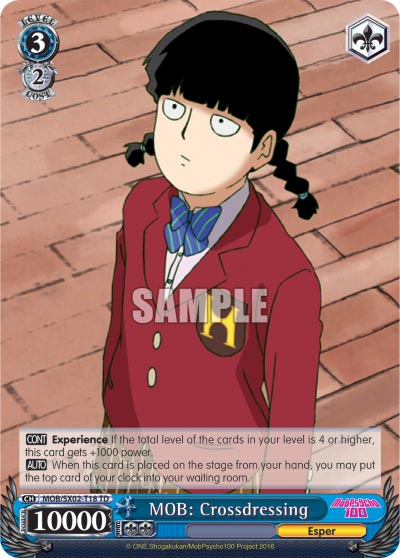 LEVEL
3
2
COST
SAMPLE
CONT Experience If the total level of the cards in your level is 4 or higher,
this card gets +1000 power.
AUTO When this card is placed on the stage from your hand, you may put
the top card of your clock into your waiting room.
CH MOB/SX02-T18 TD
POWER 10000 MOB: Crossdressing MobPsycho 100
Esper
© ONE,Shogakukan/MobPsycho100 Project 2016